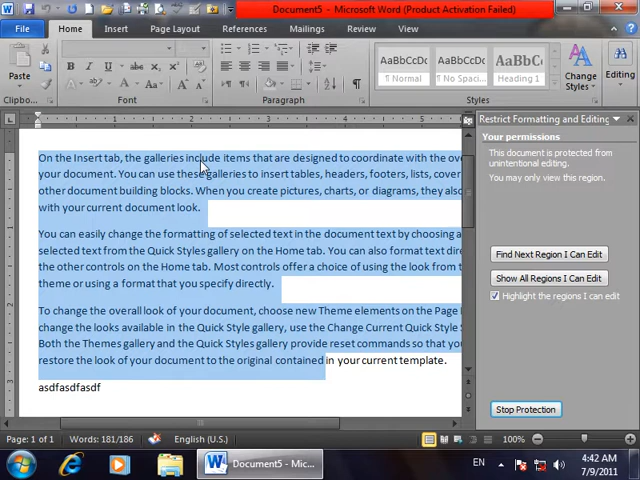 Document5 - Microsoft Word (Product Activation Failed)
File Home Insert Page Layout References Mailings Review View
Paste
B I U
AaBbCcDc AaBbCcDc AaBbC
¶ Normal ¶ No Spaci... Heading 1
Change Styles
Editing
Clipboa... Font Paragraph Styles
1 2 3 4
Restrict Formatting and Editing
Your permissions
This document is protected from
unintentional editing.
You may only view this region.
Find Next Region I Can Edit
Show All Regions I Can Edit
Highlight the regions I can edit
Stop Protection
On the Insert tab, the galleries include items that are designed to coordinate with the ove
your document. You can use these galleries to insert tables, headers, footers, lists, cover
other document building blocks. When you create pictures, charts, or diagrams, they also
with your current document look.
You can easily change the formatting of selected text in the document text by choosing a
selected text from the Quick Styles gallery on the Home tab. You can also format text dire
the other controls on the Home tab. Most controls offer a choice of using the look from t
theme or using a format that you specify directly.
To change the overall look of your document, choose new Theme elements on the Page
change the looks available in the Quick Style gallery, use the Change Current Quick Style S
Both the Themes gallery and the Quick Styles gallery provide reset commands so that you
restore the look of your document to the original contained in your current template.
asdfasdfasdf
Page: 1 of 1 Words: 181/186 English (U.S.) 100%
Document5 - Mic...
EN 4:42 AM
7/9/2011